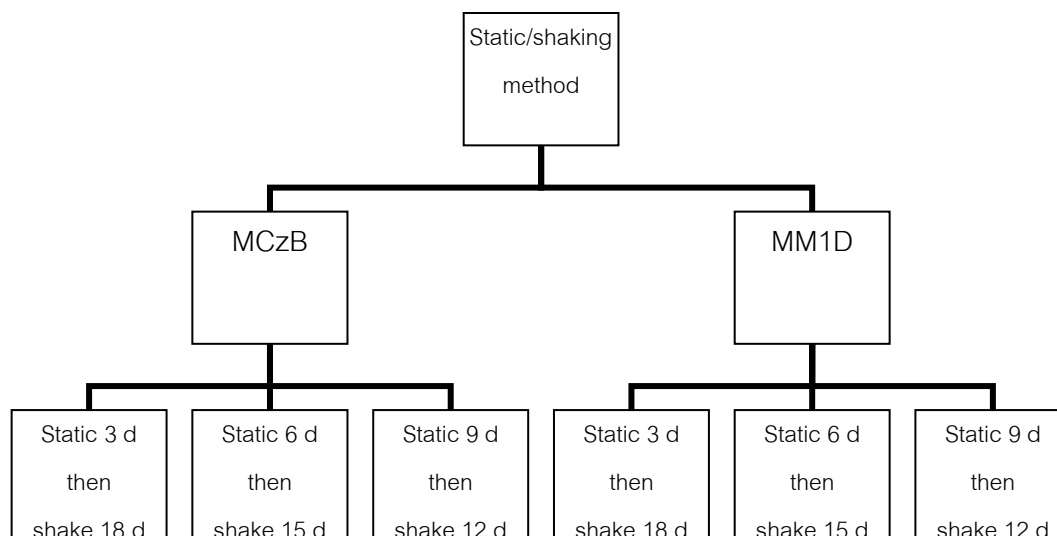 Static/shaking
method
MCzB
MM1D
Static 3 d
then
shake 18 d
Static 6 d
then
shake 15 d
Static 9 d
then
shake 12 d
Static 3 d
then
shake 18 d
Static 6 d
then
shake 15 d
Static 9 d
then
shake 12 d